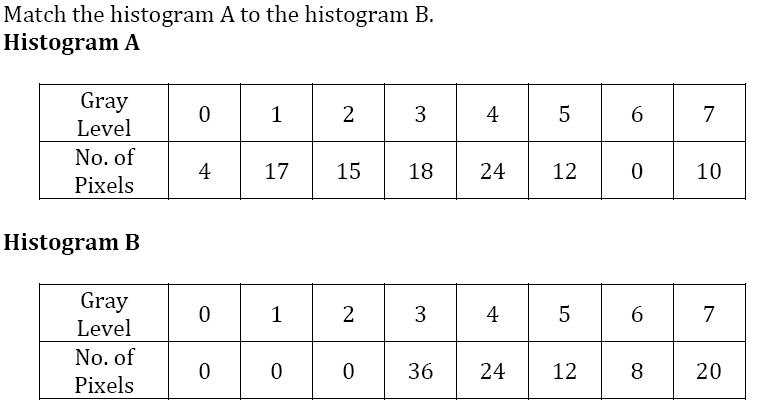 Match the histogram A to the histogram B.
Histogram A
Gray Level 0 1 2 3 4 5 6 7
No. of Pixels 4 17 15 18 24 12 0 10
Histogram B
Gray Level 0 1 2 3 4 5 6 7
No. of Pixels 0 0 0 36 24 12 8 20